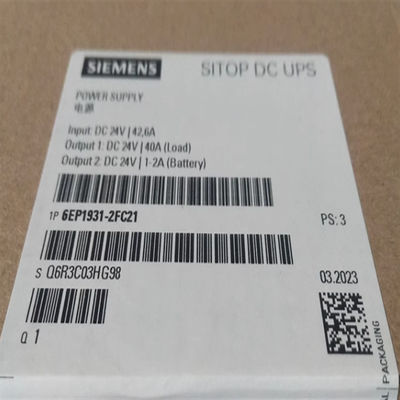 SIEMENS SITOP DC UPS
POWER SUPPLY
电源
Input: DC 24V | 42,6A
Output 1: DC 24V | 40A (Load)
Output 2: DC 24V | 1-2A (Battery)
1P 6EP1931-2FC21
PS: 3
S Q6R3C03HG98
03.2023
Q 1
PACKAGING